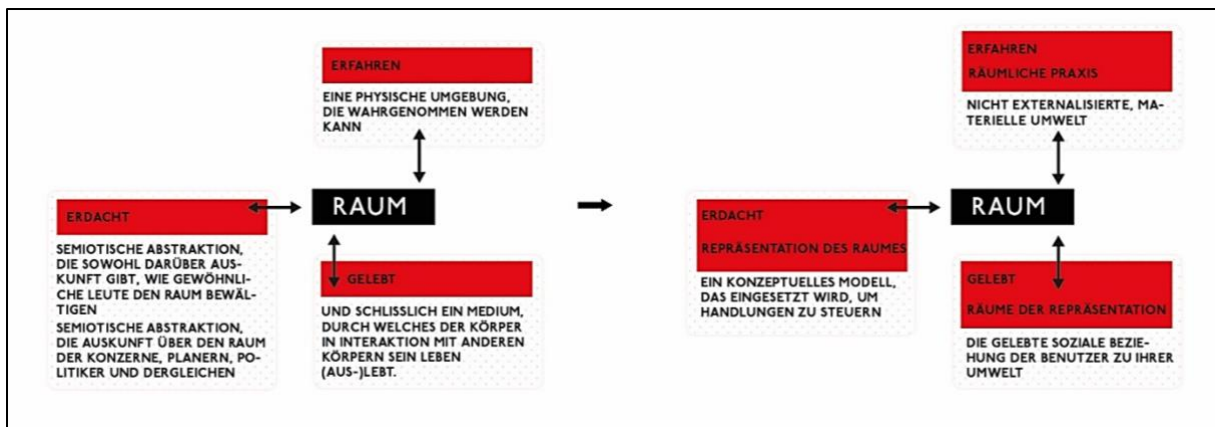 ERFAHREN
EINE PHYSISCHE UMGEBUNG,
DIE WAHRGENOMMEN WERDEN
KANN
RAUM
ERDACHT
SEMIOTISCHE ABSTRAKTION,
DIE SOWOHL DARÜBER AUS-
KUNFT GIBT, WIE GEWÖHNLI-
CHE LEUTE DEN RAUM BEWÄL-
TIGEN
SEMIOTISCHE ABSTRAKTION,
DIE AUSKUNFT ÜBER DEN RAUM
DER KONZERNE, PLANERN, PO-
LITIKER UND DERGLEICHEN
GELEBT
UND SCHLISSLICH EIN MEDIUM,
DURCH WELCHES DER KÖRPER
IN INTERAKTION MIT ANDEREN
KÖRPERN SEIN LEBEN
(AUS-)LEBT.
ERFAHREN
RÄUMLICHE PRAXIS
NICHT EXTERNALISIERTE, MA-
TERIELLE UMWELT
RAUM
ERDACHT
REPRÄSENTATION DES RAUMES
EIN KONZEPTUELLES MODELL,
DAS EINGESETZT WIRD, UM
HANDLUNGEN ZU STEUERN
GELEBT
RÄUME DER REPRÄSENTATION
DIE GELEBTE SOZIALE BEZIE-
HUNG DER BENUTZER ZU IHRER
UMWELT